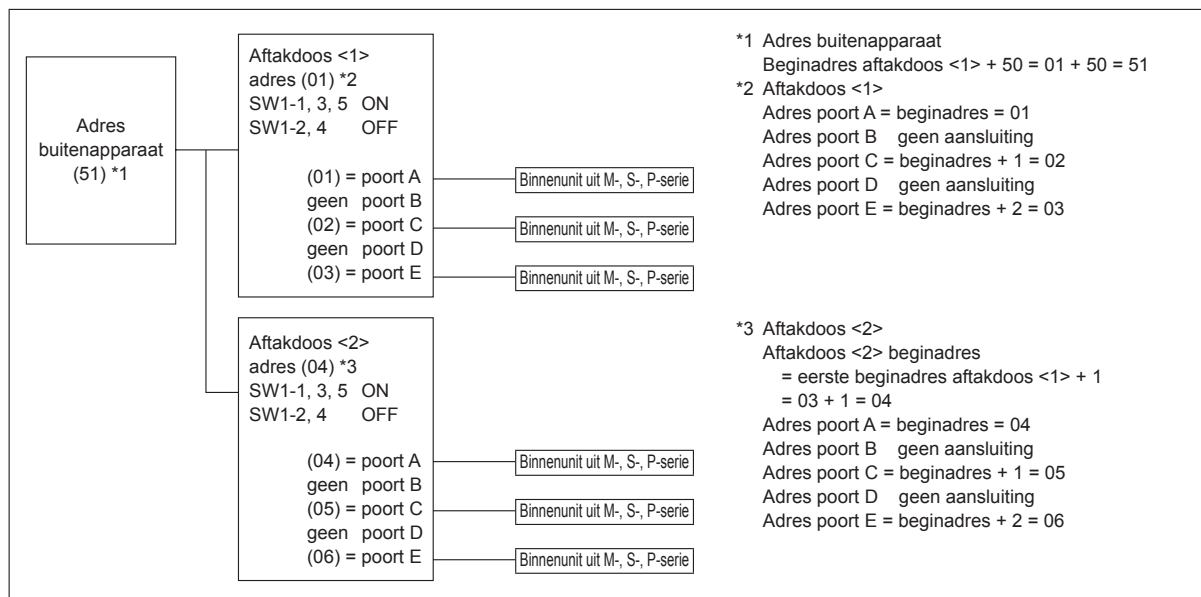 Adres
buitenapparaat
(51) *1
Aftakdoos <1>
adres (01) *2
SW1-1, 3, 5 ON
SW1-2, 4 OFF
(01) = poort A
geen poort B
(02) = poort C
geen poort D
(03) = poort E
Binnenunit uit M-, S-, P-serie
Binnenunit uit M-, S-, P-serie
Binnenunit uit M-, S-, P-serie
Aftakdoos <2>
adres (04) *3
SW1-1, 3, 5 ON
SW1-2, 4 OFF
(04) = poort A
geen poort B
(05) = poort C
geen poort D
(06) = poort E
Binnenunit uit M-, S-, P-serie
Binnenunit uit M-, S-, P-serie
Binnenunit uit M-, S-, P-serie
*1 Adres buitenapparaat
Beginadres aftakdoos <1> + 50 = 01 + 50 = 51
*2 Aftakdoos <1>
Adres poort A = beginadres = 01
Adres poort B geen aansluiting
Adres poort C = beginadres + 1 = 02
Adres poort D geen aansluiting
Adres poort E = beginadres + 2 = 03
*3 Aftakdoos <2>
Aftakdoos <2> beginadres
= eerste beginadres aftakdoos <1> + 1
= 03 + 1 = 04
Adres poort A = beginadres = 04
Adres poort B geen aansluiting
Adres poort C = beginadres + 1 = 05
Adres poort D geen aansluiting
Adres poort E = beginadres + 2 = 06